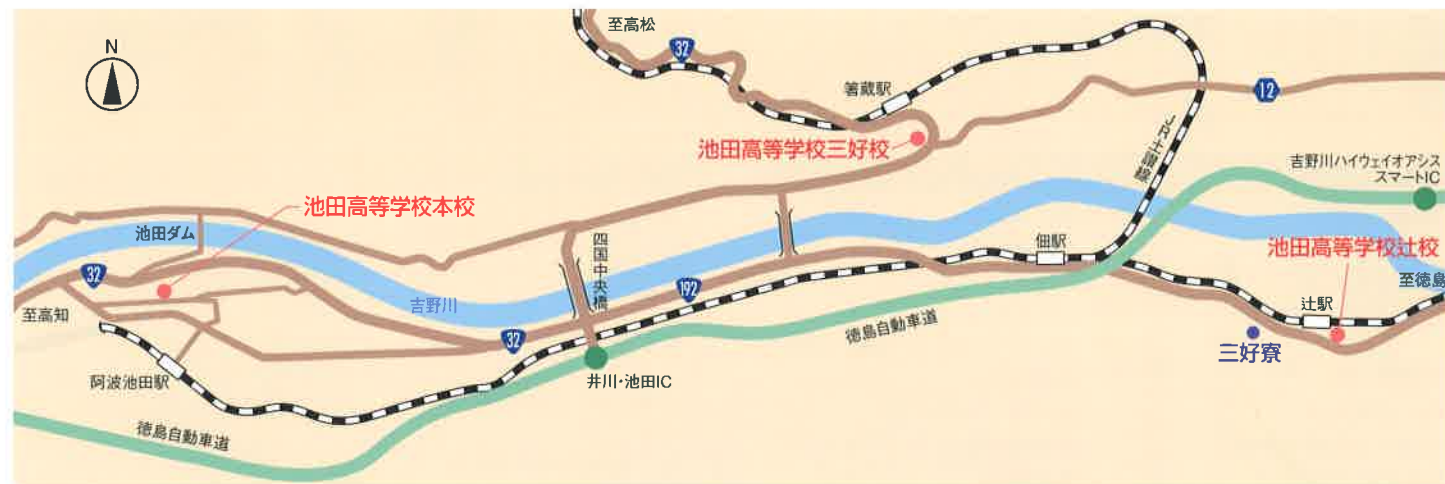 至高松
N
32
箸蔵駅
12
池田高等学校三好校
JR土讃線
吉野川ハイウェイオアシス
スマートIC
池田高等学校本校
池田ダム
四国中央橋
佃駅
池田高等学校辻校
32
192
至徳島
吉野川
至高知
32
辻駅
徳島自動車道
三好寮
阿波池田駅
井川・池田IC
徳島自動車道